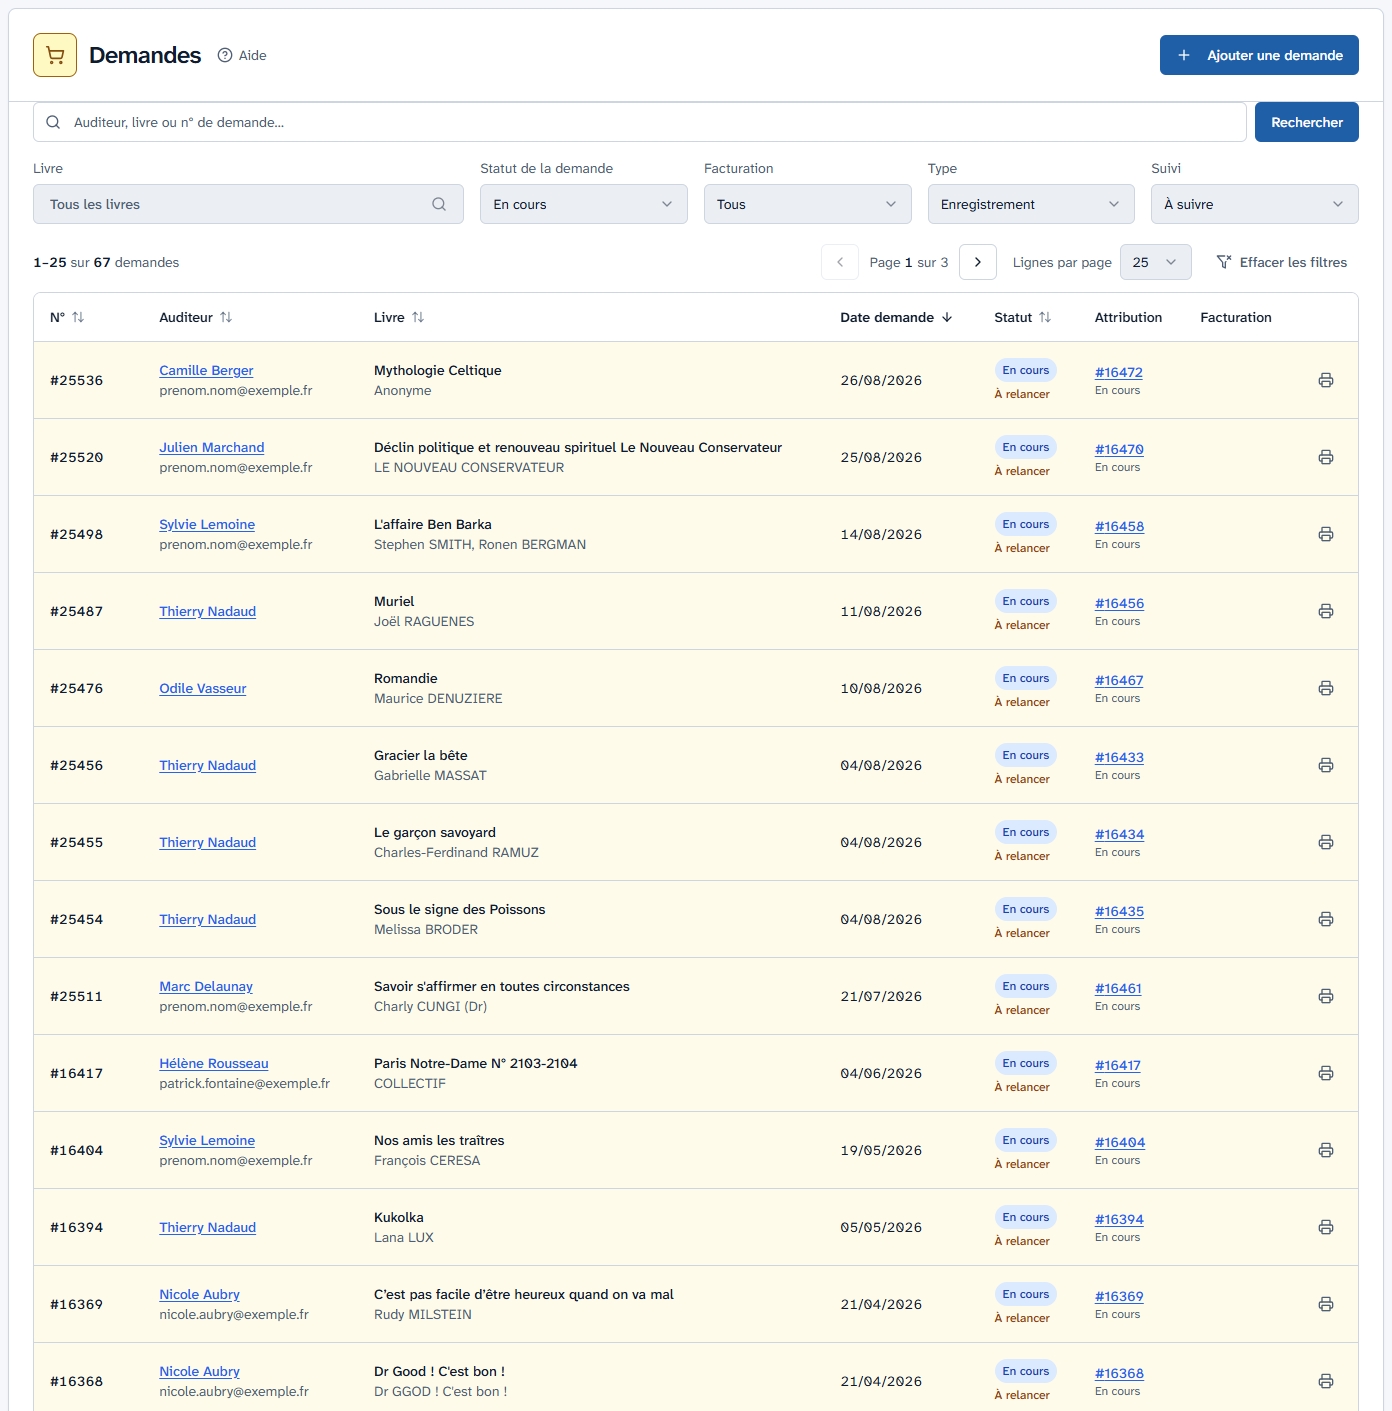 Demandes
Aide
Ajouter une demande
Auditeur, livre ou n° de demande...
Rechercher
Livre
Statut de la demande
Facturation
Type
Suivi
Tous les livres
En cours
Tous
Enregistrement
À suivre
1–25 sur 67 demandes
Page 1 sur 3
Lignes par page
25
Effacer les filtres
N° Auditeur Livre Date demande Statut Attribution Facturation
#25536
Camille Berger
prenom.nom@exemple.fr
Mythologie Celtique
Anonyme
26/08/2026
En cours
À relancer
#16472
En cours
#25520
Julien Marchand
prenom.nom@exemple.fr
Déclin politique et renouveau spirituel Le Nouveau Conservateur
LE NOUVEAU CONSERVATEUR
25/08/2026
En cours
À relancer
#16470
En cours
#25498
Sylvie Lemoine
prenom.nom@exemple.fr
L'affaire Ben Barka
Stephen SMITH, Ronen BERGMAN
14/08/2026
En cours
À relancer
#16458
En cours
#25487
Thierry Nadaud
Muriel
Joël RAGUENES
11/08/2026
En cours
À relancer
#16456
En cours
#25476
Odile Vasseur
Romandie
Maurice DENUZIERE
10/08/2026
En cours
À relancer
#16467
En cours
#25456
Thierry Nadaud
Gracier la bête
Gabrielle MASSAT
04/08/2026
En cours
À relancer
#16433
En cours
#25455
Thierry Nadaud
Le garçon savoyard
Charles-Ferdinand RAMUZ
04/08/2026
En cours
À relancer
#16434
En cours
#25454
Thierry Nadaud
Sous le signe des Poissons
Melissa BRODER
04/08/2026
En cours
À relancer
#16435
En cours
#25511
Marc Delaunay
prenom.nom@exemple.fr
Savoir s'affirmer en toutes circonstances
Charly CUNGI (Dr)
21/07/2026
En cours
À relancer
#16461
En cours
#16417
Hélène Rousseau
patrick.fontaine@exemple.fr
Paris Notre-Dame N° 2103-2104
COLLECTIF
04/06/2026
En cours
À relancer
#16417
En cours
#16404
Sylvie Lemoine
prenom.nom@exemple.fr
Nos amis les traîtres
François CERESA
19/05/2026
En cours
À relancer
#16404
En cours
#16394
Thierry Nadaud
Kukolka
Lana LUX
05/05/2026
En cours
À relancer
#16394
En cours
#16369
Nicole Aubry
nicole.aubry@exemple.fr
C’est pas facile d’être heureux quand on va mal
Rudy MILSTEIN
21/04/2026
En cours
À relancer
#16369
En cours
#16368
Nicole Aubry
nicole.aubry@exemple.fr
Dr Good ! C'est bon !
Dr GGOD ! C'est bon !
21/04/2026
En cours
À relancer
#16368
En cours